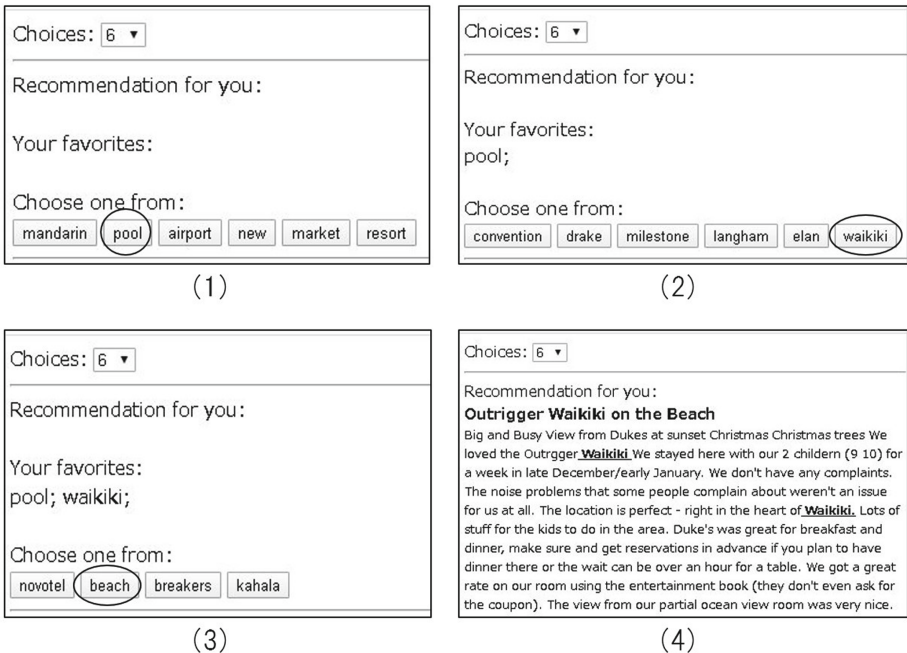 Choices: 6
Recommendation for you:
Your favorites:
Choose one from:
mandarin pool airport new market resort
(1)
Choices: 6
Recommendation for you:
Your favorites:
pool;
Choose one from:
convention drake milestone langham elan waikiki
(2)
Choices: 6
Recommendation for you:
Your favorites:
pool; waikiki;
Choose one from:
novotel beach breakers kahala
(3)
Choices: 6
Recommendation for you:
Outrigger Waikiki on the Beach
Big and Busy View from Dukes at sunset Christmas Christmas trees We
loved the Outrgger Waikiki We stayed here with our 2 childern (9 10) for
a week in late December/early January. We don't have any complaints.
The noise problems that some people complain about weren't an issue
for us at all. The location is perfect - right in the heart of Waikiki. Lots of
stuff for the kids to do in the area. Duke's was great for breakfast and
dinner, make sure and get reservations in advance if you plan to have
dinner there or the wait can be over an hour for a table. We got a great
rate on our room using the entertainment book (they don't even ask for
the coupon). The view from our partial ocean view room was very nice.
(4)